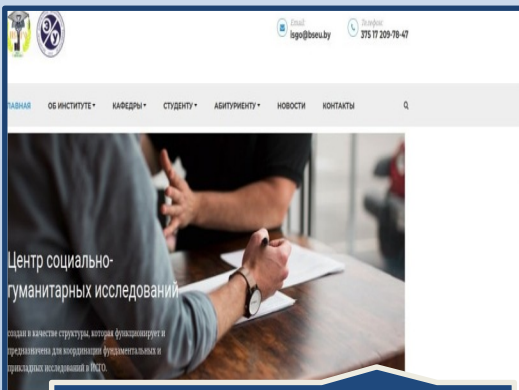 Email:
isgo@bseu.by
Телефон:
375 17 209-78-47
ГЛАВНАЯ ОБ ИНСТИТУТЕ КАФЕДРЫ СТУДЕНТУ АБИТУРИЕНТУ НОВОСТИ КОНТАКТЫ
Центр социально-
гуманитарных исследований
создан в качестве структуры, которая функционирует и
предназначена для координации фундаментальных и
прикладных исследований в ИСГО.